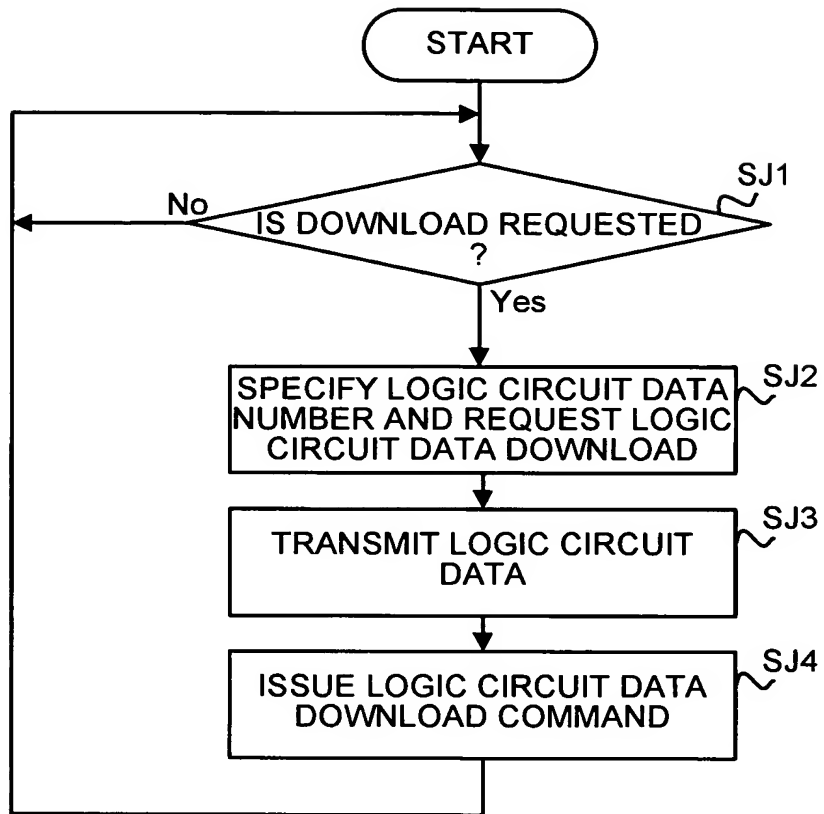 START
SJ1
No
IS DOWNLOAD REQUESTED
?
Yes
SJ2
SPECIFY LOGIC CIRCUIT DATA
NUMBER AND REQUEST LOGIC
CIRCUIT DATA DOWNLOAD
SJ3
TRANSMIT LOGIC CIRCUIT
DATA
SJ4
ISSUE LOGIC CIRCUIT DATA
DOWNLOAD COMMAND